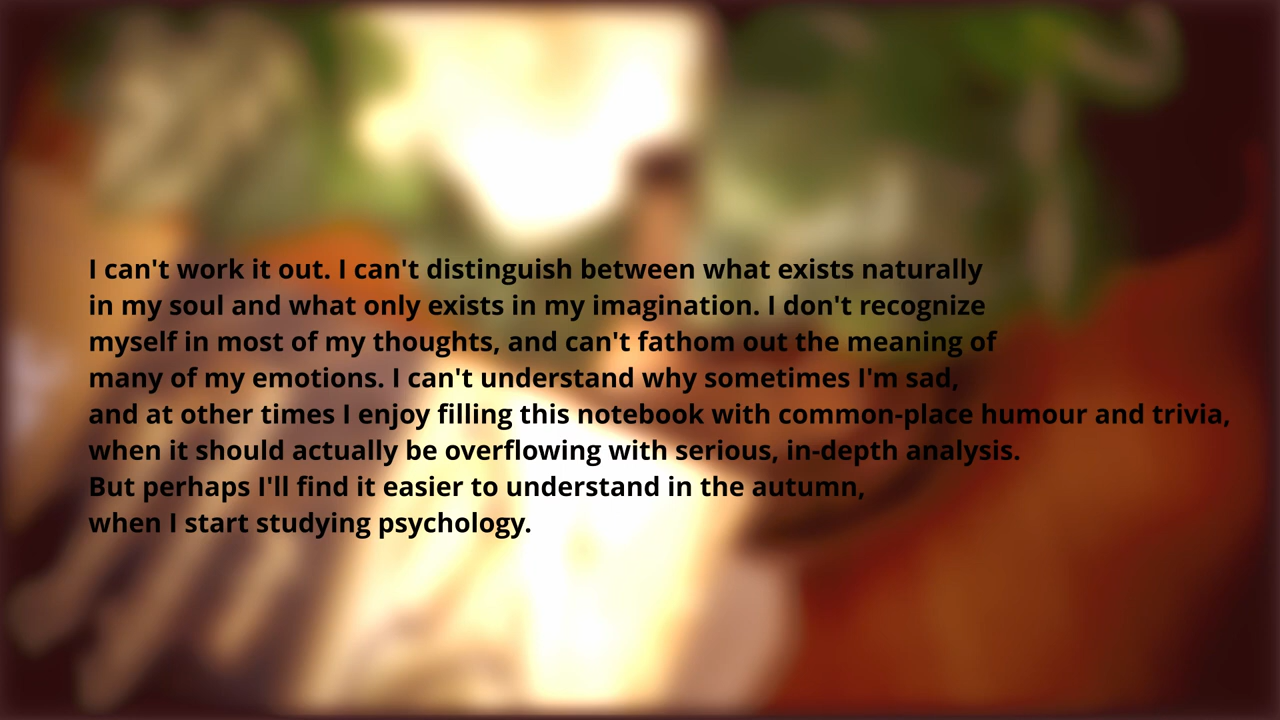 I can't work it out. I can't distinguish between what exists naturally
in my soul and what only exists in my imagination. I don't recognize
myself in most of my thoughts, and can't fathom out the meaning of
many of my emotions. I can't understand why sometimes I'm sad,
and at other times I enjoy filling this notebook with common-place humour and trivia,
when it should actually be overflowing with serious, in-depth analysis.
But perhaps I'll find it easier to understand in the autumn,
when I start studying psychology.